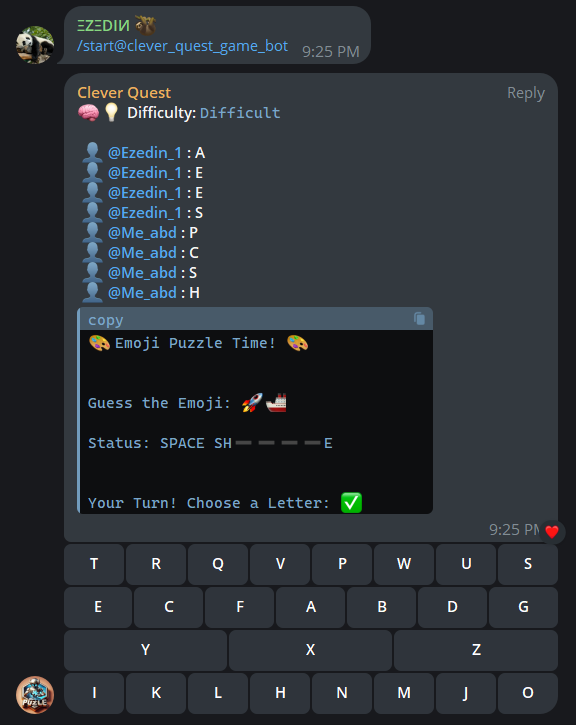 ΞZΞDIИ 🦥
/start@clever_quest_game_bot 9:25 PM
Clever Quest Reply
🧠💡 Difficulty: Difficult
👤 @Ezedin_1 : A
👤 @Ezedin_1 : E
👤 @Ezedin_1 : E
👤 @Ezedin_1 : S
👤 @Me_abd : P
👤 @Me_abd : C
👤 @Me_abd : S
👤 @Me_abd : H
copy
🎨 Emoji Puzzle Time! 🎨
Guess the Emoji: 🚀🚢
Status: SPACE SH➖➖➖➖E
Your Turn! Choose a Letter: ✅
9:25 PM
T R Q V P W U S
E C F A B D G
Y X Z
I K L H N M J O
PUZLE